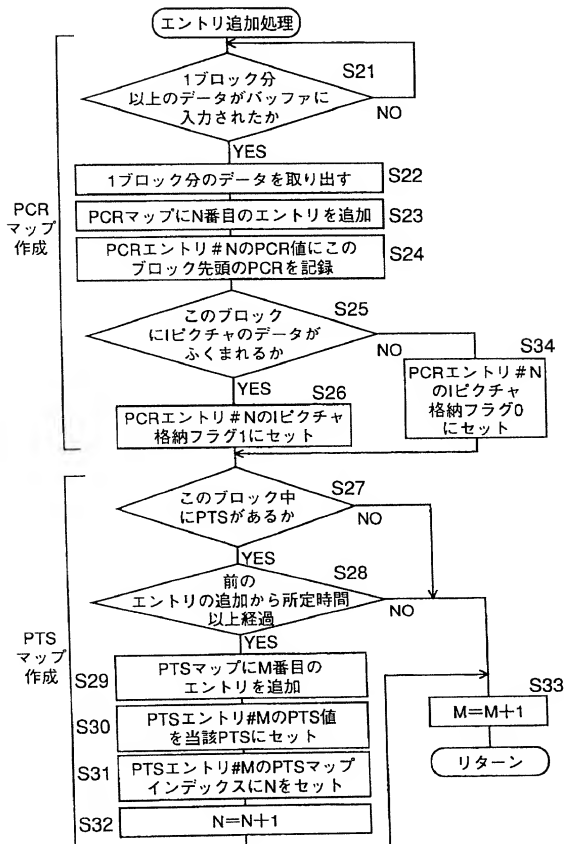 エントリ追加処理
S21
1ブロック分
以上のデータがバッファに
入力されたか
NO
YES
1ブロック分のデータを取り出す
S22
PCRマップにN番目のエントリを追加
S23
PCR
マップ
作成
PCRエントリ#NのPCR値にこの
ブロック先頭のPCRを記録
S24
S25
このブロック
にIピクチャのデータが
ふくまれるか
NO
S34
YES
S26
PCRエントリ#N
のIピクチャ
格納フラグ0
にセット
PCRエントリ#NのIピクチャ
格納フラグ1にセット
S27
このブロック中
にPTSがあるか
NO
YES
S28
前の
エントリの追加から所定時間
以上経過
NO
YES
PTS
マップ
作成
S29
PTSマップにM番目の
エントリを追加
S30
PTSエントリ#MのPTS値
を当該PTSにセット
S31
PTSエントリ#MのPTSマップ
インデックスにNをセット
S32
N=N+1
S33
M=M+1
リターン